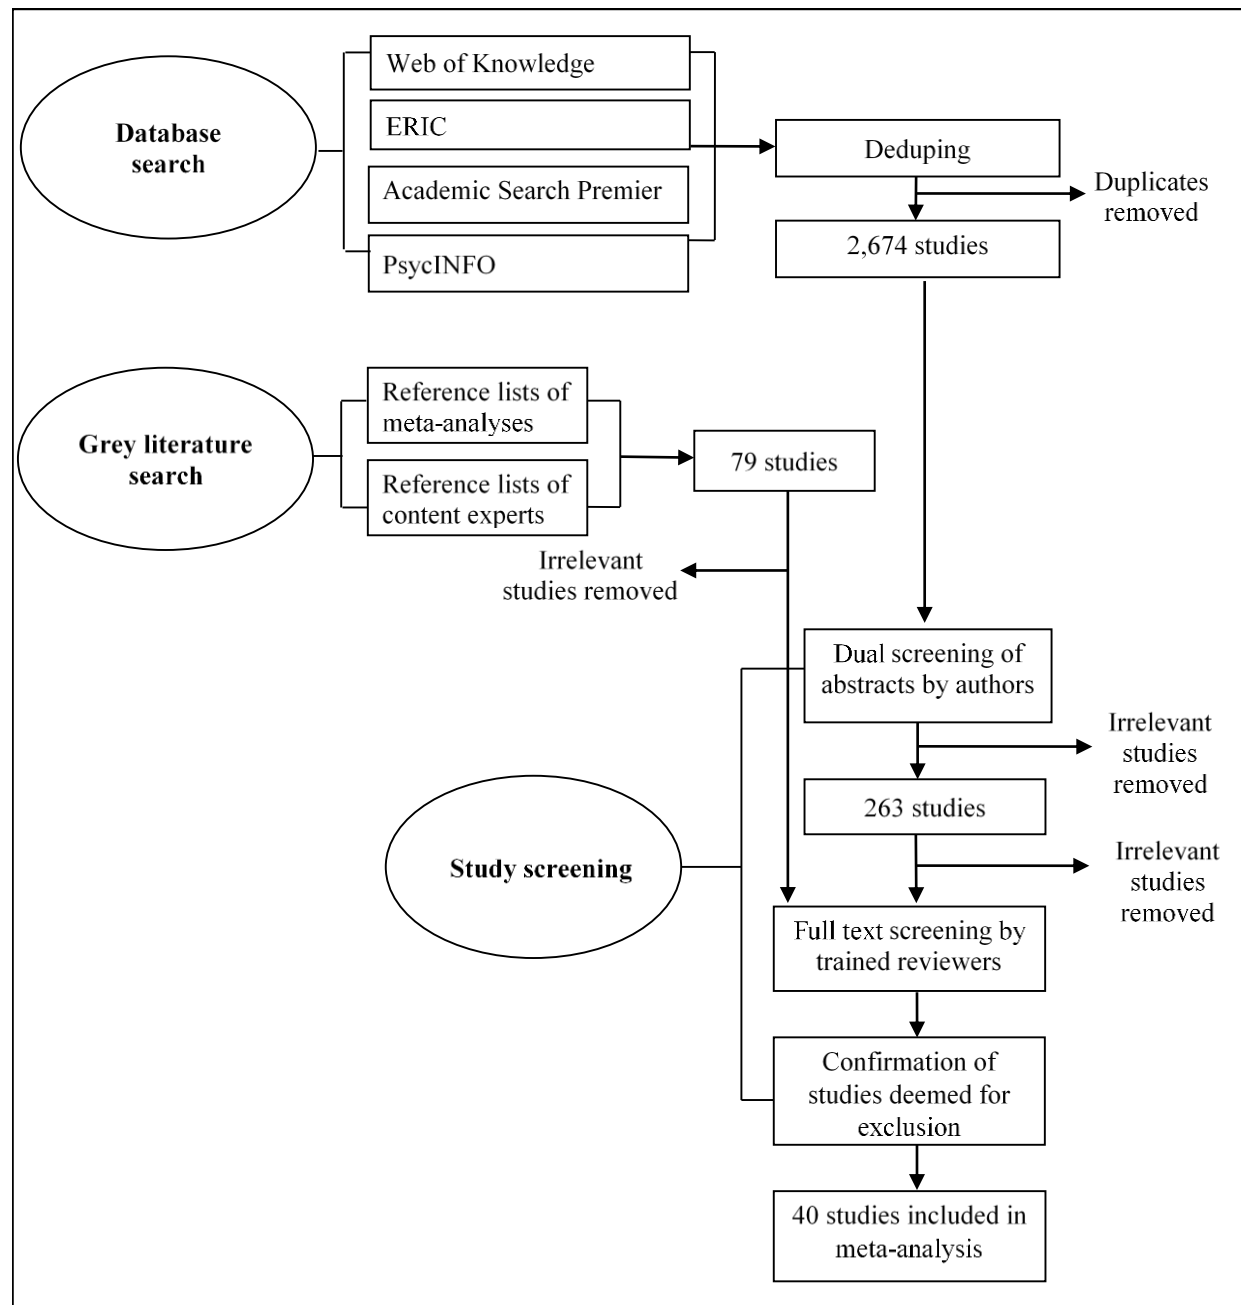 Database
search
Web of Knowledge
ERIC
Academic Search Premier
PsycINFO
Deduping
Duplicates
removed
2,674 studies
Grey literature
search
Reference lists of
meta-analyses
Reference lists of
content experts
79 studies
Irrelevant
studies removed
Dual screening of
abstracts by authors
Irrelevant
studies
removed
263 studies
Irrelevant
studies
removed
Study screening
Full text screening by
trained reviewers
Confirmation of
studies deemed for
exclusion
40 studies included in
meta-analysis